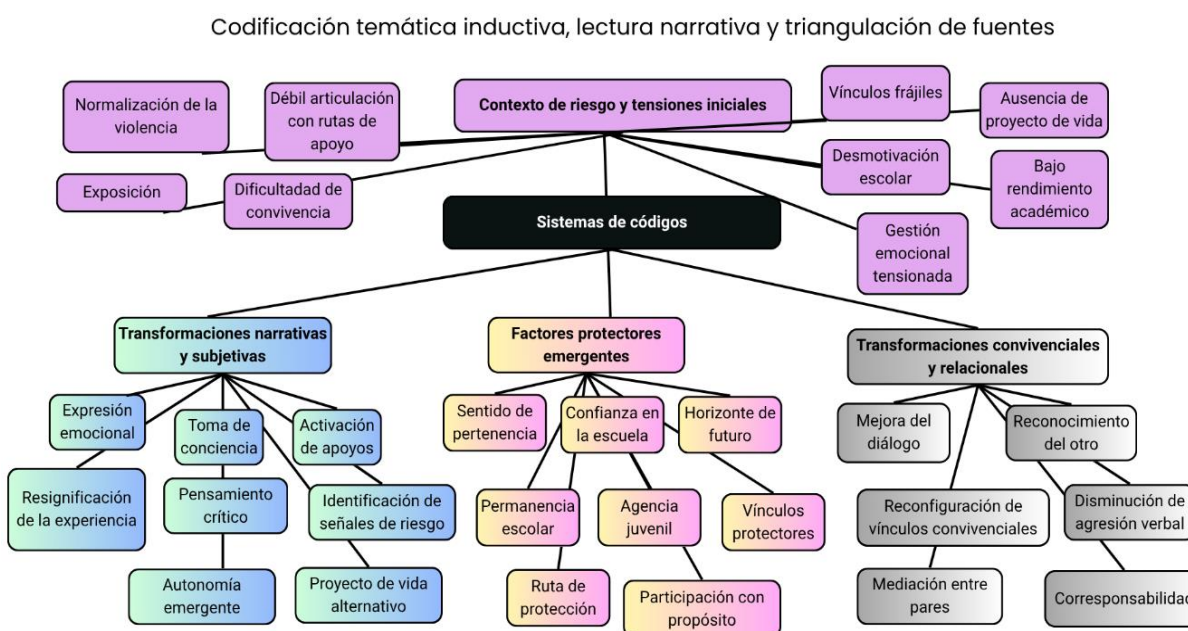 Codificación temática inductiva, lectura narrativa y triangulación de fuentes
Normalización de la
violencia
Débil articulación
con rutas de
apoyo
Contexto de riesgo y tensiones iniciales
Vínculos frájiles
Ausencia de
proyecto de vida
Exposición
Dificultadad de
convivencia
Desmotivación
escolar
Bajo
rendimiento
académico
Sistemas de códigos
Gestión
emocional
tensionada
Transformaciones narrativas
y subjetivas
Factores protectores
emergentes
Transformaciones convivenciales
y relacionales
Expresión
emocional
Toma de
conciencia
Activación
de apoyos
Sentido de
pertenencia
Confianza en
la escuela
Horizonte de
futuro
Mejora del
diálogo
Reconocimiento
del otro
Resignificación
de la experiencia
Pensamiento
crítico
Identificación de
señales de riesgo
Permanencia
escolar
Agencia
juvenil
Vínculos
protectores
Reconfiguración de
vínculos convivenciales
Disminución de
agresión verbal
Autonomía
emergente
Proyecto de vida
alternativo
Ruta de
protección
Participación con
propósito
Mediación entre
pares
Corresponsabilidad